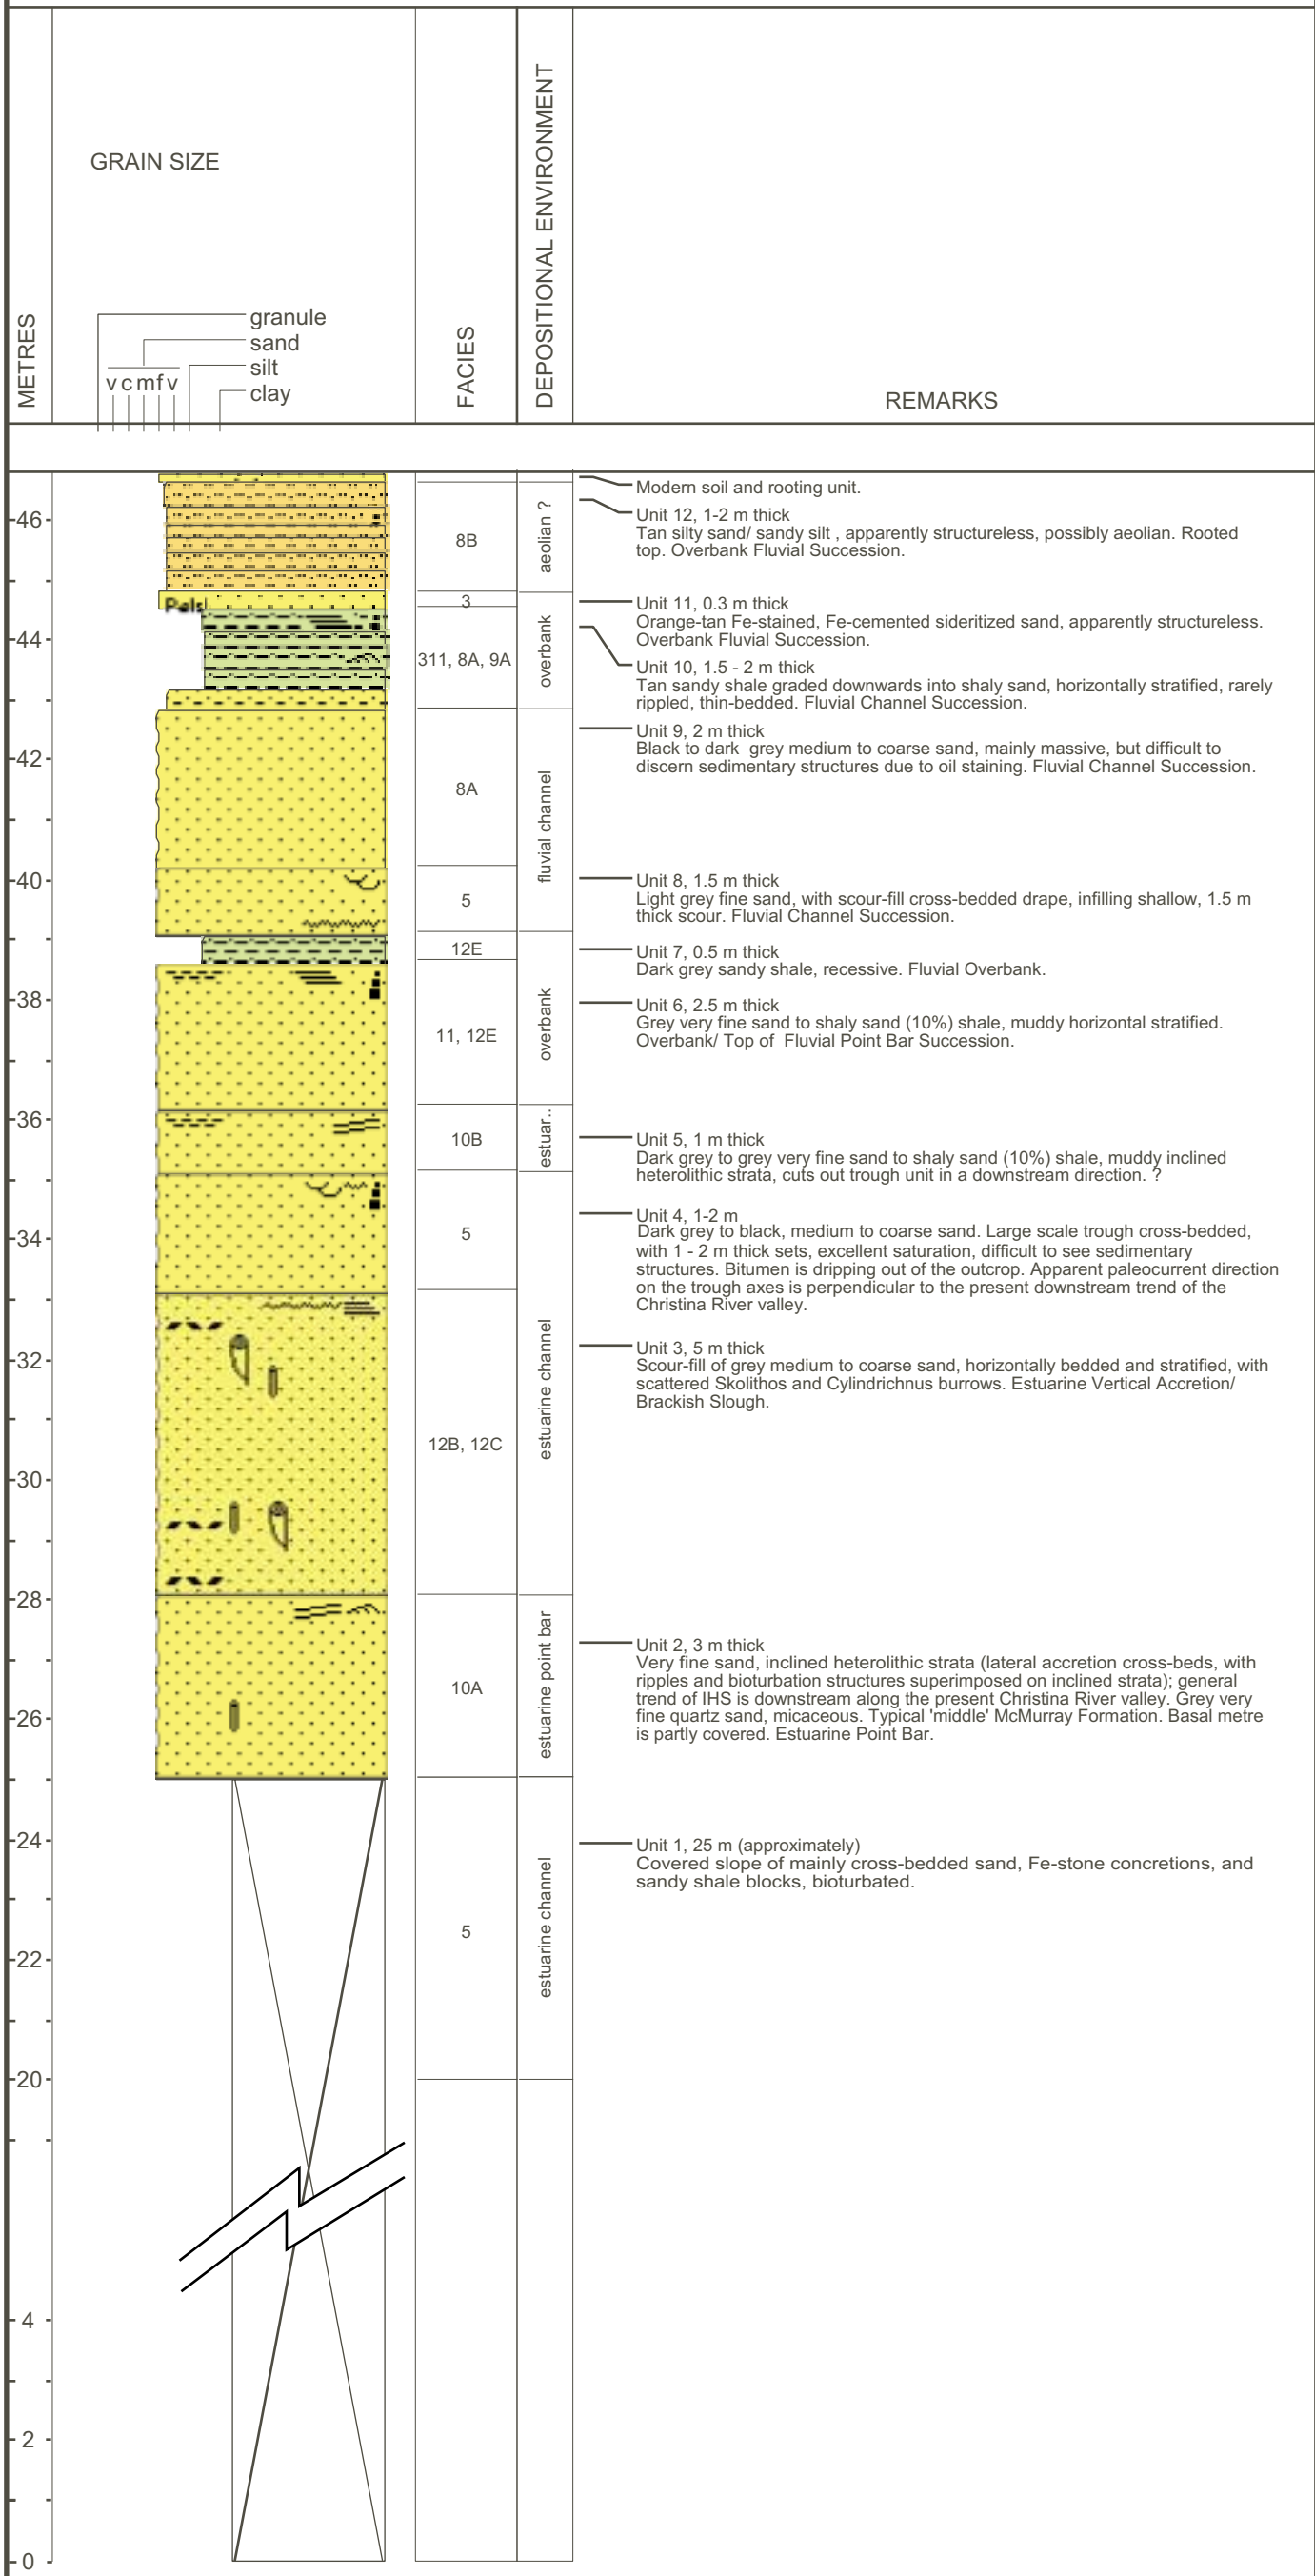 GRAIN SIZE
granule
sand
silt
clay
v c m f v
METRES
FACIES
DEPOSITIONAL ENVIRONMENT
REMARKS
Modern soil and rooting unit.
46
8B
aeolian ?
Unit 12, 1-2 m thick
Tan silty sand/ sandy silt , apparently structureless, possibly aeolian. Rooted
top. Overbank Fluvial Succession.
Pals
3
Unit 11, 0.3 m thick
Orange-tan Fe-stained, Fe-cemented sideritized sand, apparently structureless.
Overbank Fluvial Succession.
44
311, 8A, 9A
overbank
Unit 10, 1.5 - 2 m thick
Tan sandy shale graded downwards into shaly sand, horizontally stratified, rarely
rippled, thin-bedded. Fluvial Channel Succession.
42
8A
fluvial channel
Unit 9, 2 m thick
Black to dark grey medium to coarse sand, mainly massive, but difficult to
discern sedimentary structures due to oil staining. Fluvial Channel Succession.
40
5
Unit 8, 1.5 m thick
Light grey fine sand, with scour-fill cross-bedded drape, infilling shallow, 1.5 m
thick scour. Fluvial Channel Succession.
12E
Unit 7, 0.5 m thick
Dark grey sandy shale, recessive. Fluvial Overbank.
38
11, 12E
overbank
Unit 6, 2.5 m thick
Grey very fine sand to shaly sand (10%) shale, muddy horizontal stratified.
Overbank/ Top of Fluvial Point Bar Succession.
36
10B
estuar..
Unit 5, 1 m thick
Dark grey to grey very fine sand to shaly sand (10%) shale, muddy inclined
heterolithic strata, cuts out trough unit in a downstream direction. ?
34
5
Unit 4, 1-2 m
Dark grey to black, medium to coarse sand. Large scale trough cross-bedded,
with 1 - 2 m thick sets, excellent saturation, difficult to see sedimentary
structures. Bitumen is dripping out of the outcrop. Apparent paleocurrent direction
on the trough axes is perpendicular to the present downstream trend of the
Christina River valley.
32
12B, 12C
estuarine channel
Unit 3, 5 m thick
Scour-fill of grey medium to coarse sand, horizontally bedded and stratified, with
scattered Skolithos and Cylindrichnus burrows. Estuarine Vertical Accretion/
Brackish Slough.
30
28
10A
estuarine point bar
Unit 2, 3 m thick
Very fine sand, inclined heterolithic strata (lateral accretion cross-beds, with
ripples and bioturbation structures superimposed on inclined strata); general
trend of IHS is downstream along the present Christina River valley. Grey very
fine quartz sand, micaceous. Typical 'middle' McMurray Formation. Basal metre
is partly covered. Estuarine Point Bar.
26
24
5
estuarine channel
Unit 1, 25 m (approximately)
Covered slope of mainly cross-bedded sand, Fe-stone concretions, and
sandy shale blocks, bioturbated.
22
20
4
2
0